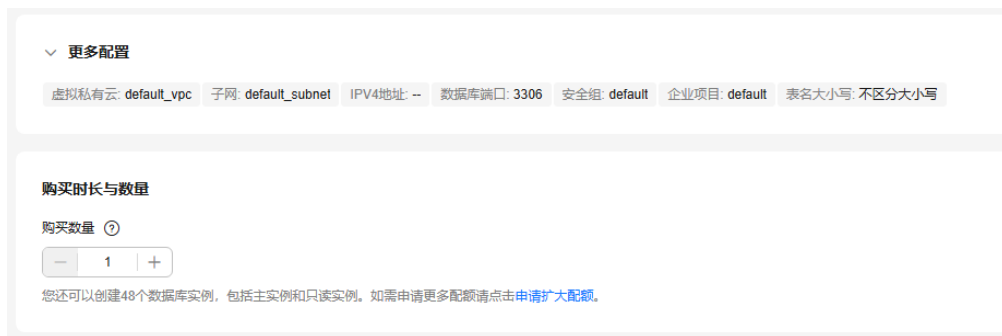 更多配置
虚拟私有云: default_vpc 子网: default_subnet IPV4地址: -- 数据库端口: 3306 安全组: default 企业项目: default 表名大小写: 不区分大小写
购买时长与数量
购买数量 ?
− 1 +
您还可以创建48个数据库实例，包括主实例和只读实例。如需申请更多配额请点击申请扩大配额。